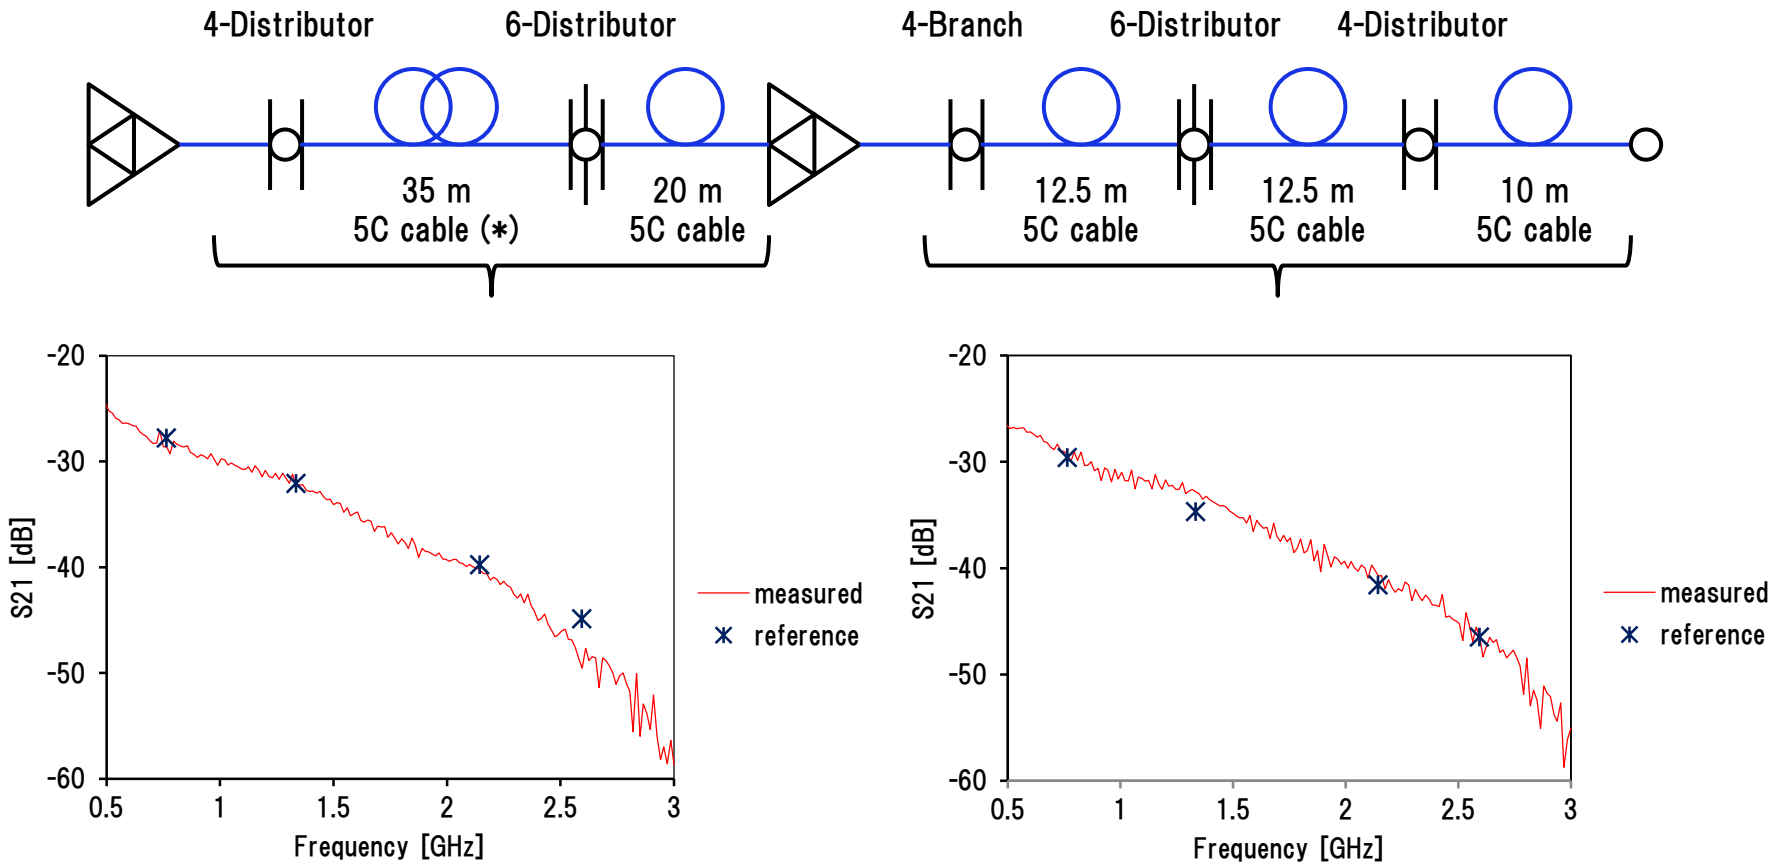 4-Distributor
6-Distributor
4-Branch
6-Distributor
4-Distributor
35 m
5C cable (*)
20 m
5C cable
12.5 m
5C cable
12.5 m
5C cable
10 m
5C cable
-20
-30
-40
-50
-60
S21 [dB]
0.5
1
1.5
2
2.5
3
Frequency [GHz]
measured
reference
-20
-30
-40
-50
-60
S21 [dB]
0.5
1
1.5
2
2.5
3
Frequency [GHz]
measured
reference